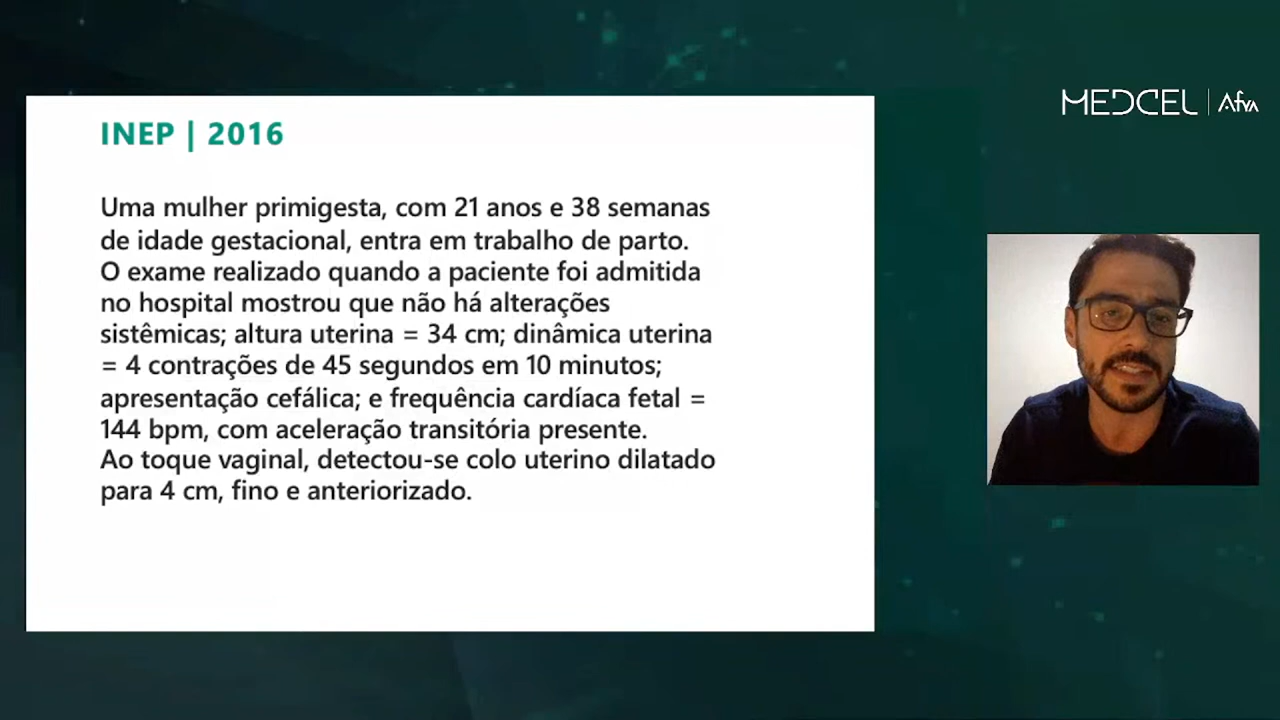 INEP | 2016
Uma mulher primigesta, com 21 anos e 38 semanas
de idade gestacional, entra em trabalho de parto.
O exame realizado quando a paciente foi admitida
no hospital mostrou que não há alterações
sistêmicas; altura uterina = 34 cm; dinâmica uterina
= 4 contrações de 45 segundos em 10 minutos;
apresentação cefálica; e frequência cardíaca fetal =
144 bpm, com aceleração transitória presente.
Ao toque vaginal, detectou-se colo uterino dilatado
para 4 cm, fino e anteriorizado.
MEDCEL | Afya